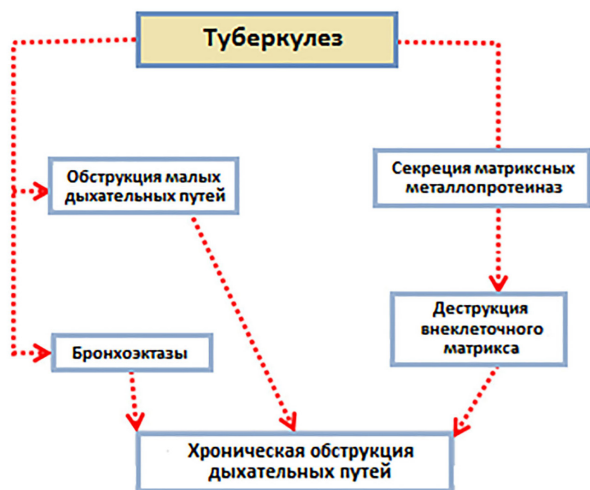 Туберкулез
Обструкция малых
дыхательных путей
Секреция матриксных
металлопротеиназ
Деструкция
внеклеточного
матрикса
Бронхоэктазы
Хроническая обструкция
дыхательных путей